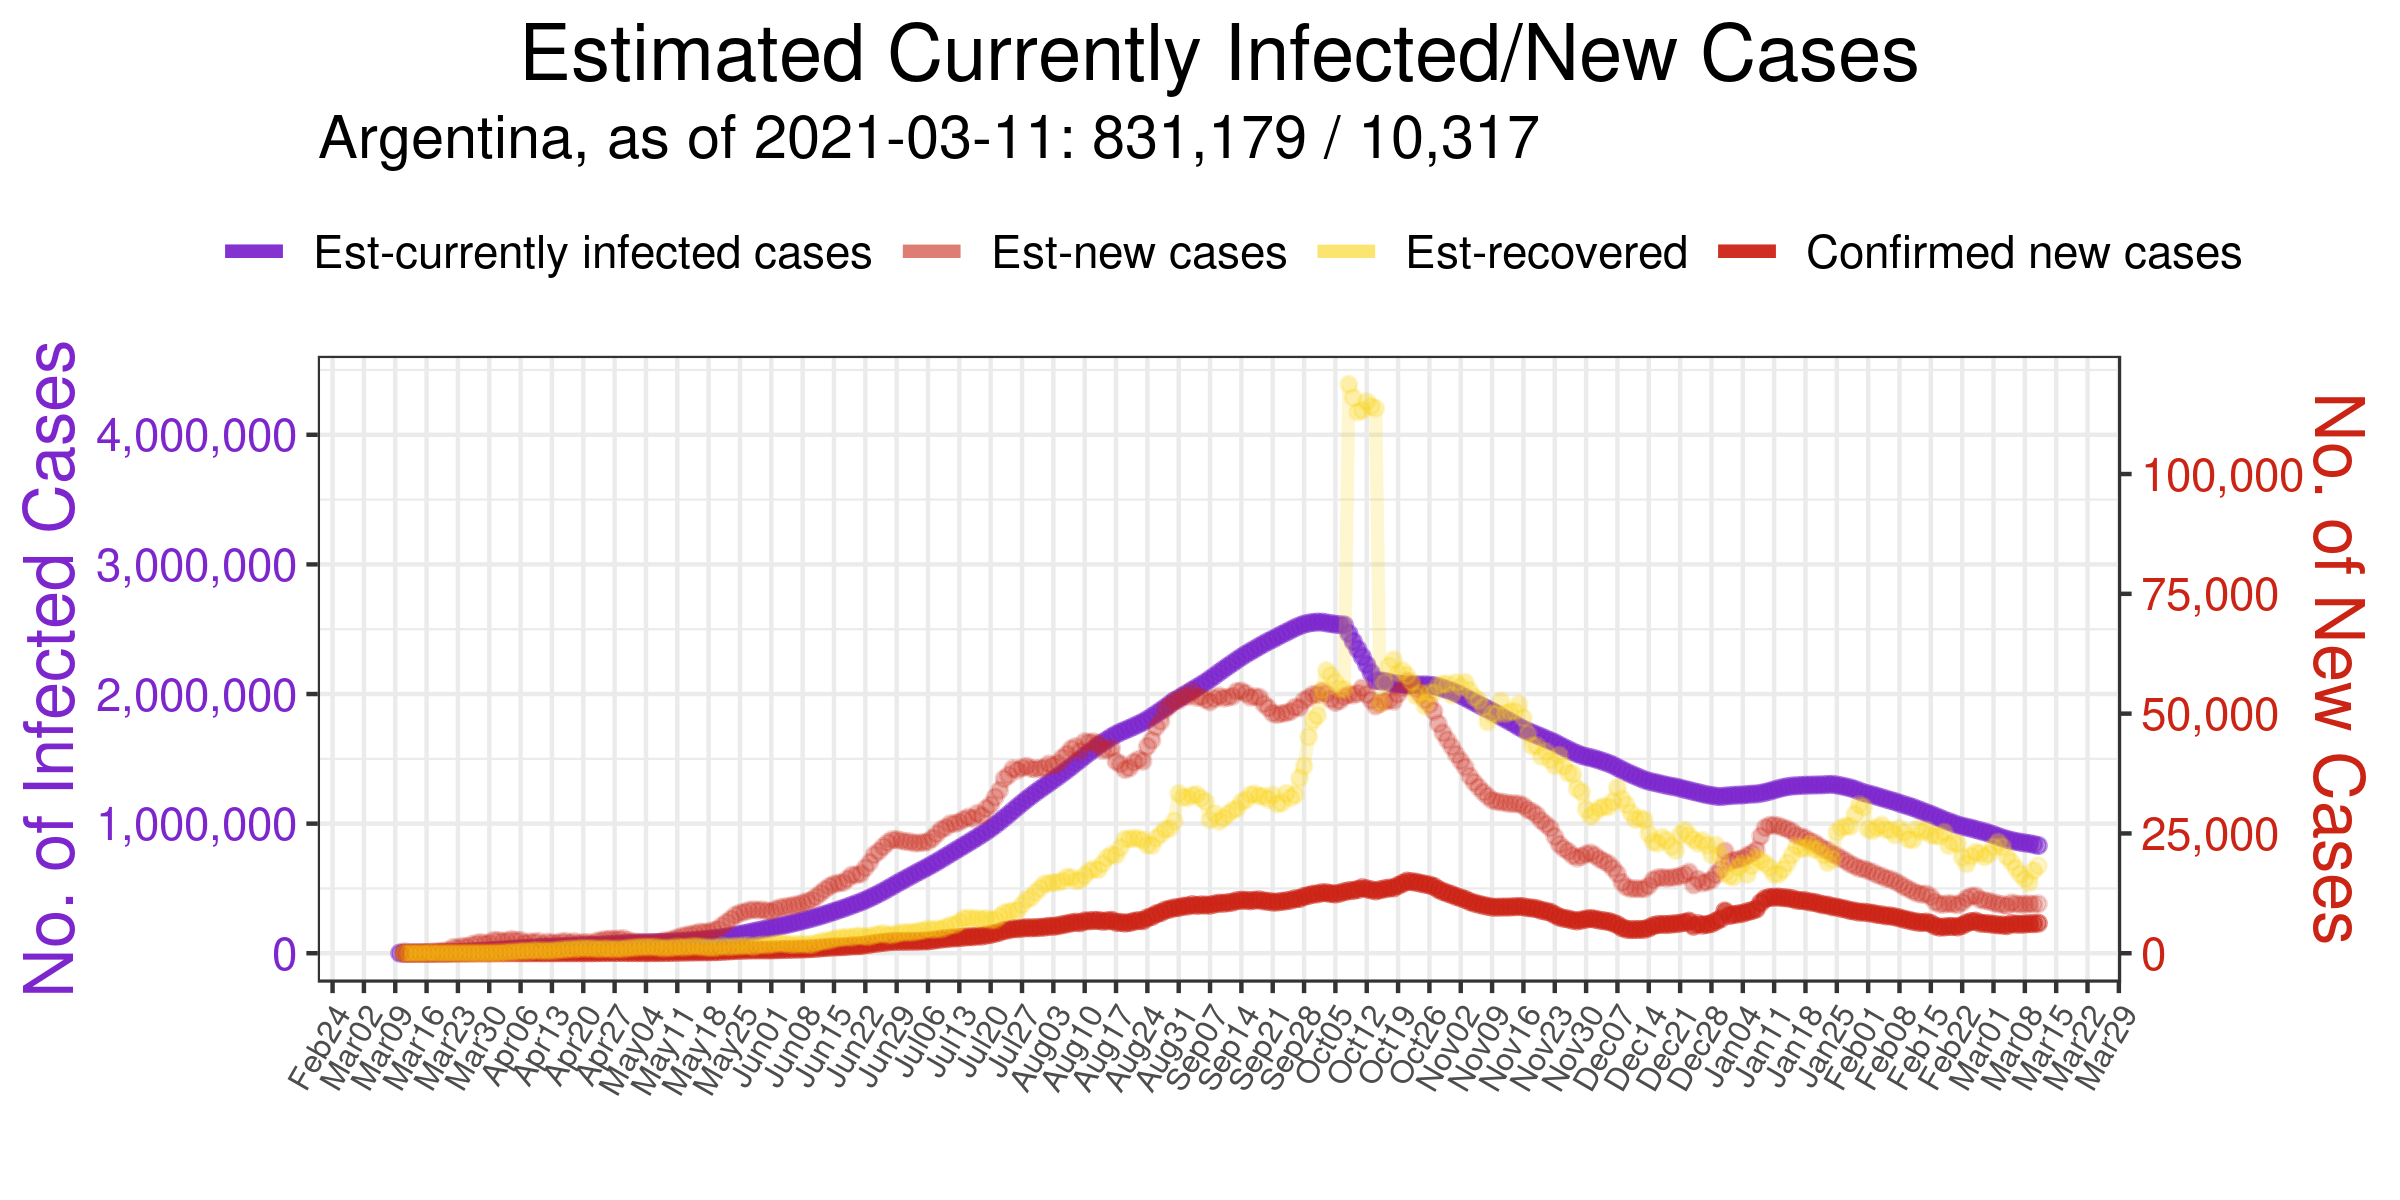 Estimated Currently Infected/New Cases
Argentina, as of 2021-03-11: 831,179 / 10,317
Est-currently infected cases Est-new cases Est-recovered Confirmed new cases
No. of Infected Cases
4,000,000
3,000,000
2,000,000
1,000,000
0
100,000
75,000
50,000
25,000
0
No. of New Cases
Feb24 Mar02 Mar09 Mar16 Mar23 Mar30 Apr06 Apr13 Apr20 Apr27 May04 May11 May18 May25 Jun01 Jun08 Jun15 Jun22 Jun29 Jul06 Jul13 Jul20 Jul27 Aug03 Aug10 Aug17 Aug24 Aug31 Sep07 Sep14 Sep21 Sep28 Oct05 Oct12 Oct19 Oct26 Nov02 Nov09 Nov16 Nov23 Nov30 Dec07 Dec14 Dec21 Dec28 Jan04 Jan11 Jan18 Jan25 Feb01 Feb08 Feb15 Feb22 Mar01 Mar08 Mar15 Mar22 Mar29